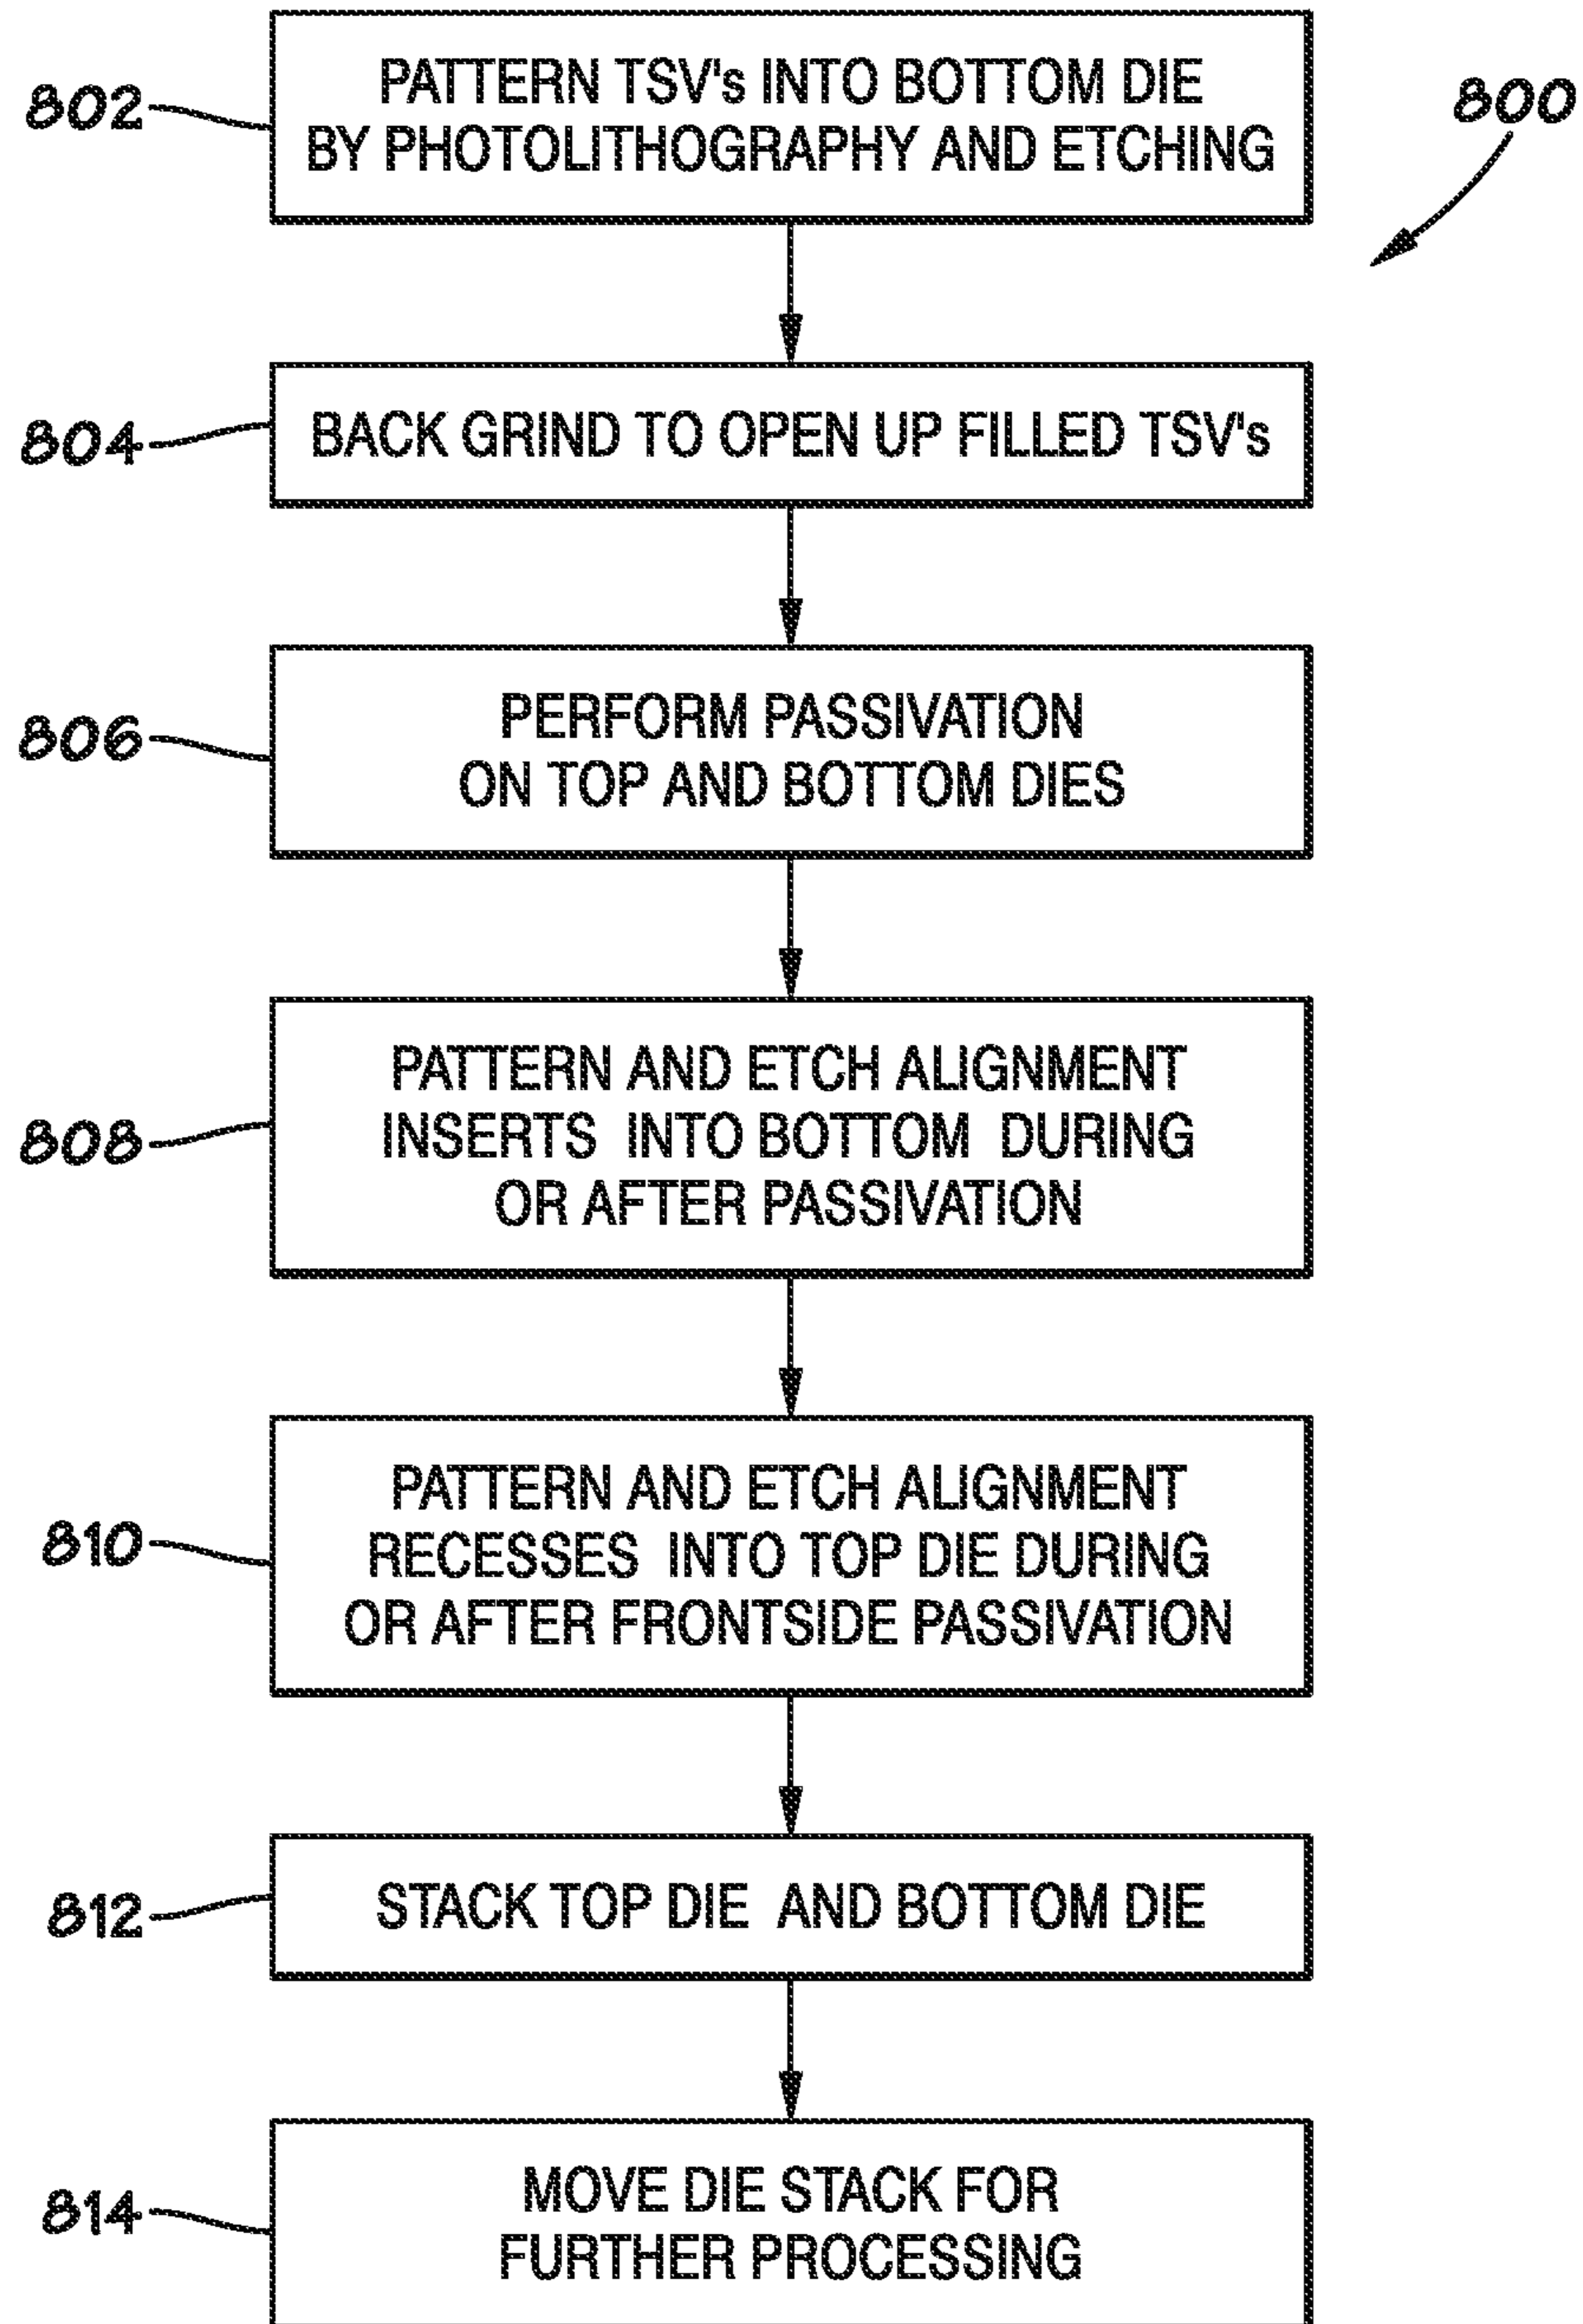 800
802
PATTERN TSV's INTO BOTTOM DIE
BY PHOTOLITHOGRAPHY AND ETCHING
804
BACK GRIND TO OPEN UP FILLED TSV's
806
PERFORM PASSIVATION
ON TOP AND BOTTOM DIES
808
PATTERN AND ETCH ALIGNMENT
INSERTS INTO BOTTOM DURING
OR AFTER PASSIVATION
810
PATTERN AND ETCH ALIGNMENT
RECESSES INTO TOP DIE DURING
OR AFTER FRONTSIDE PASSIVATION
812
STACK TOP DIE AND BOTTOM DIE
814
MOVE DIE STACK FOR
FURTHER PROCESSING